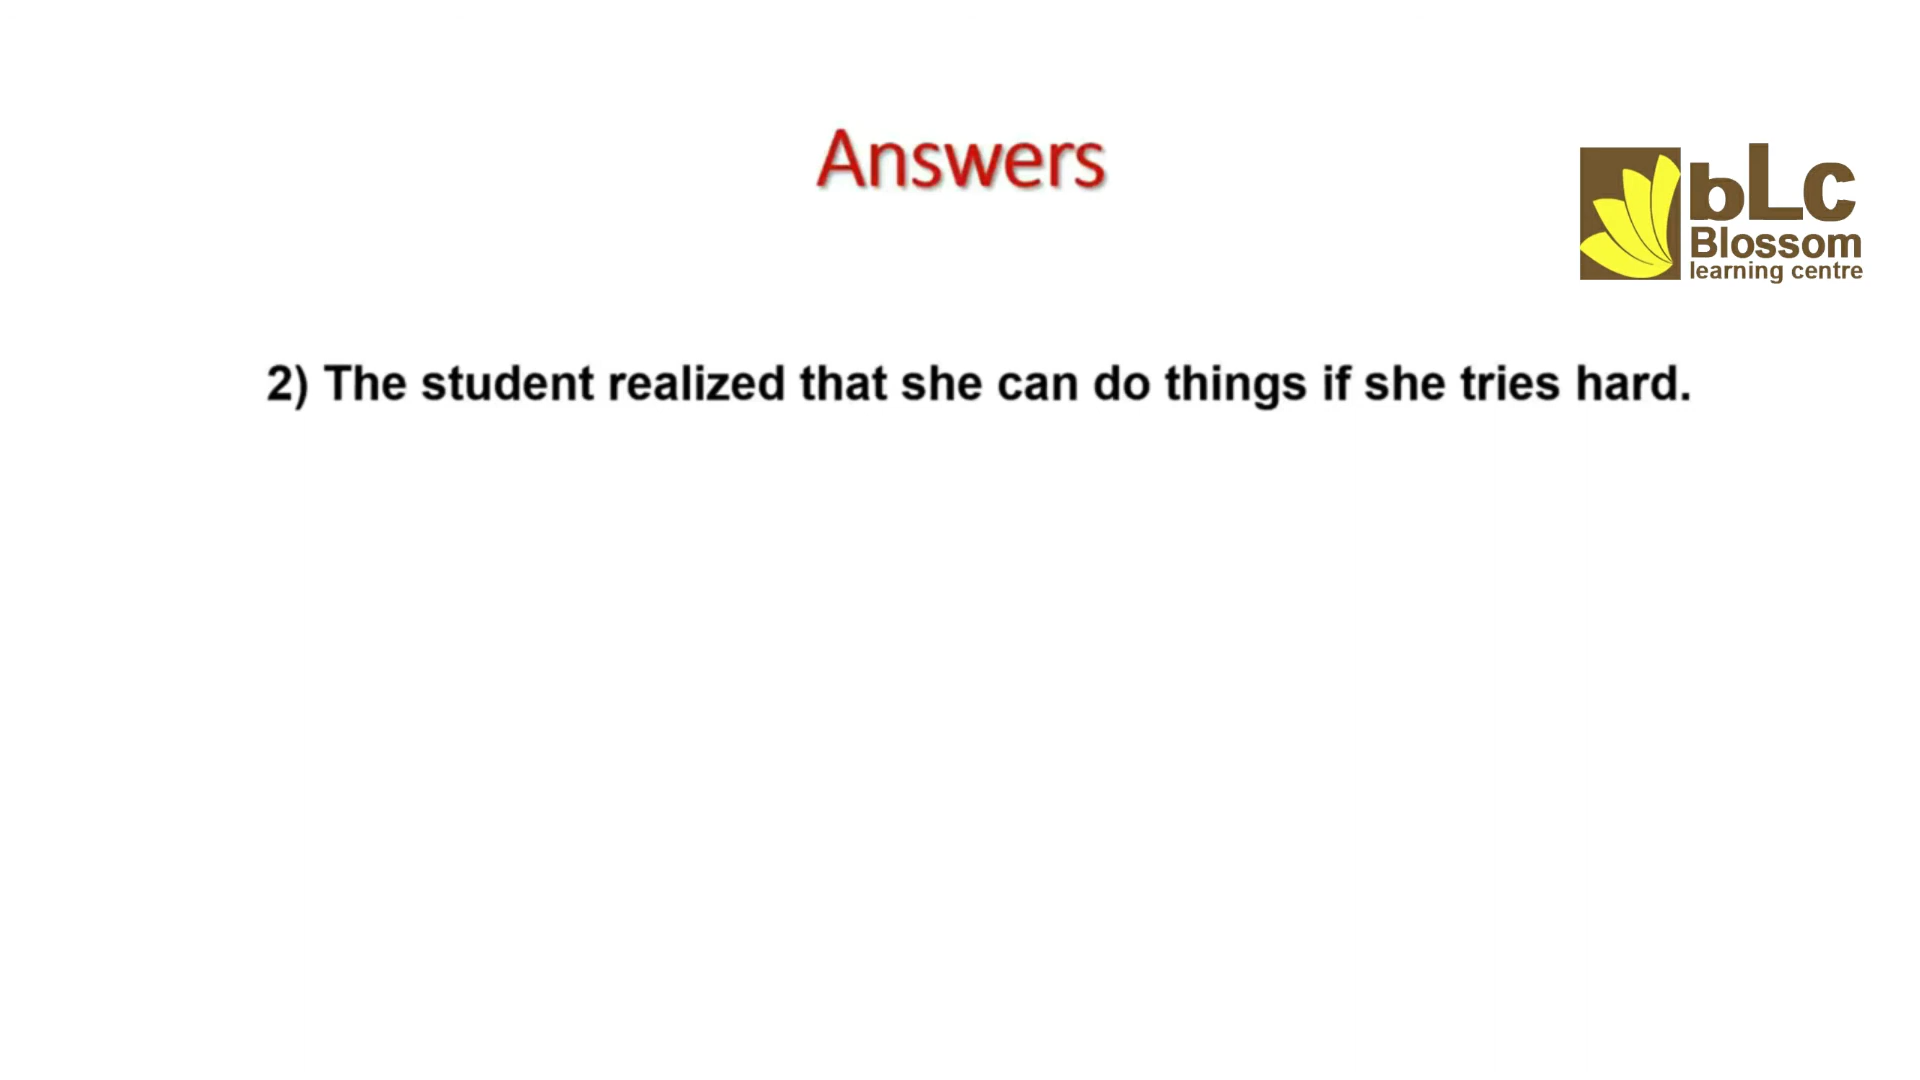 Answers
bLc
Blossom
learning centre
2) The student realized that she can do things if she tries hard.